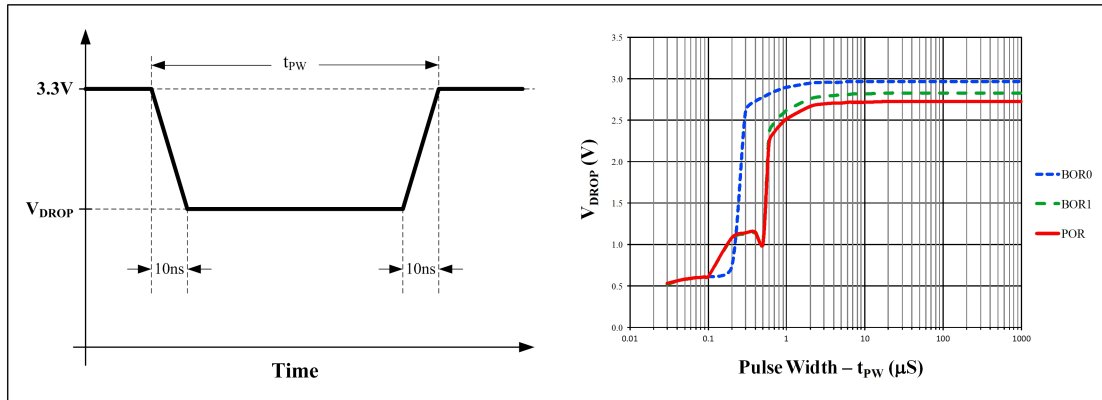 3.3V
tPW
VDROP
10ns
10ns
Time
VDROP (V)
3.5
3.0
2.5
2.0
1.5
1.0
0.5
0.0
0.01
0.1
1
10
100
1000
Pulse Width – tPW (µS)
BOR0
BOR1
POR